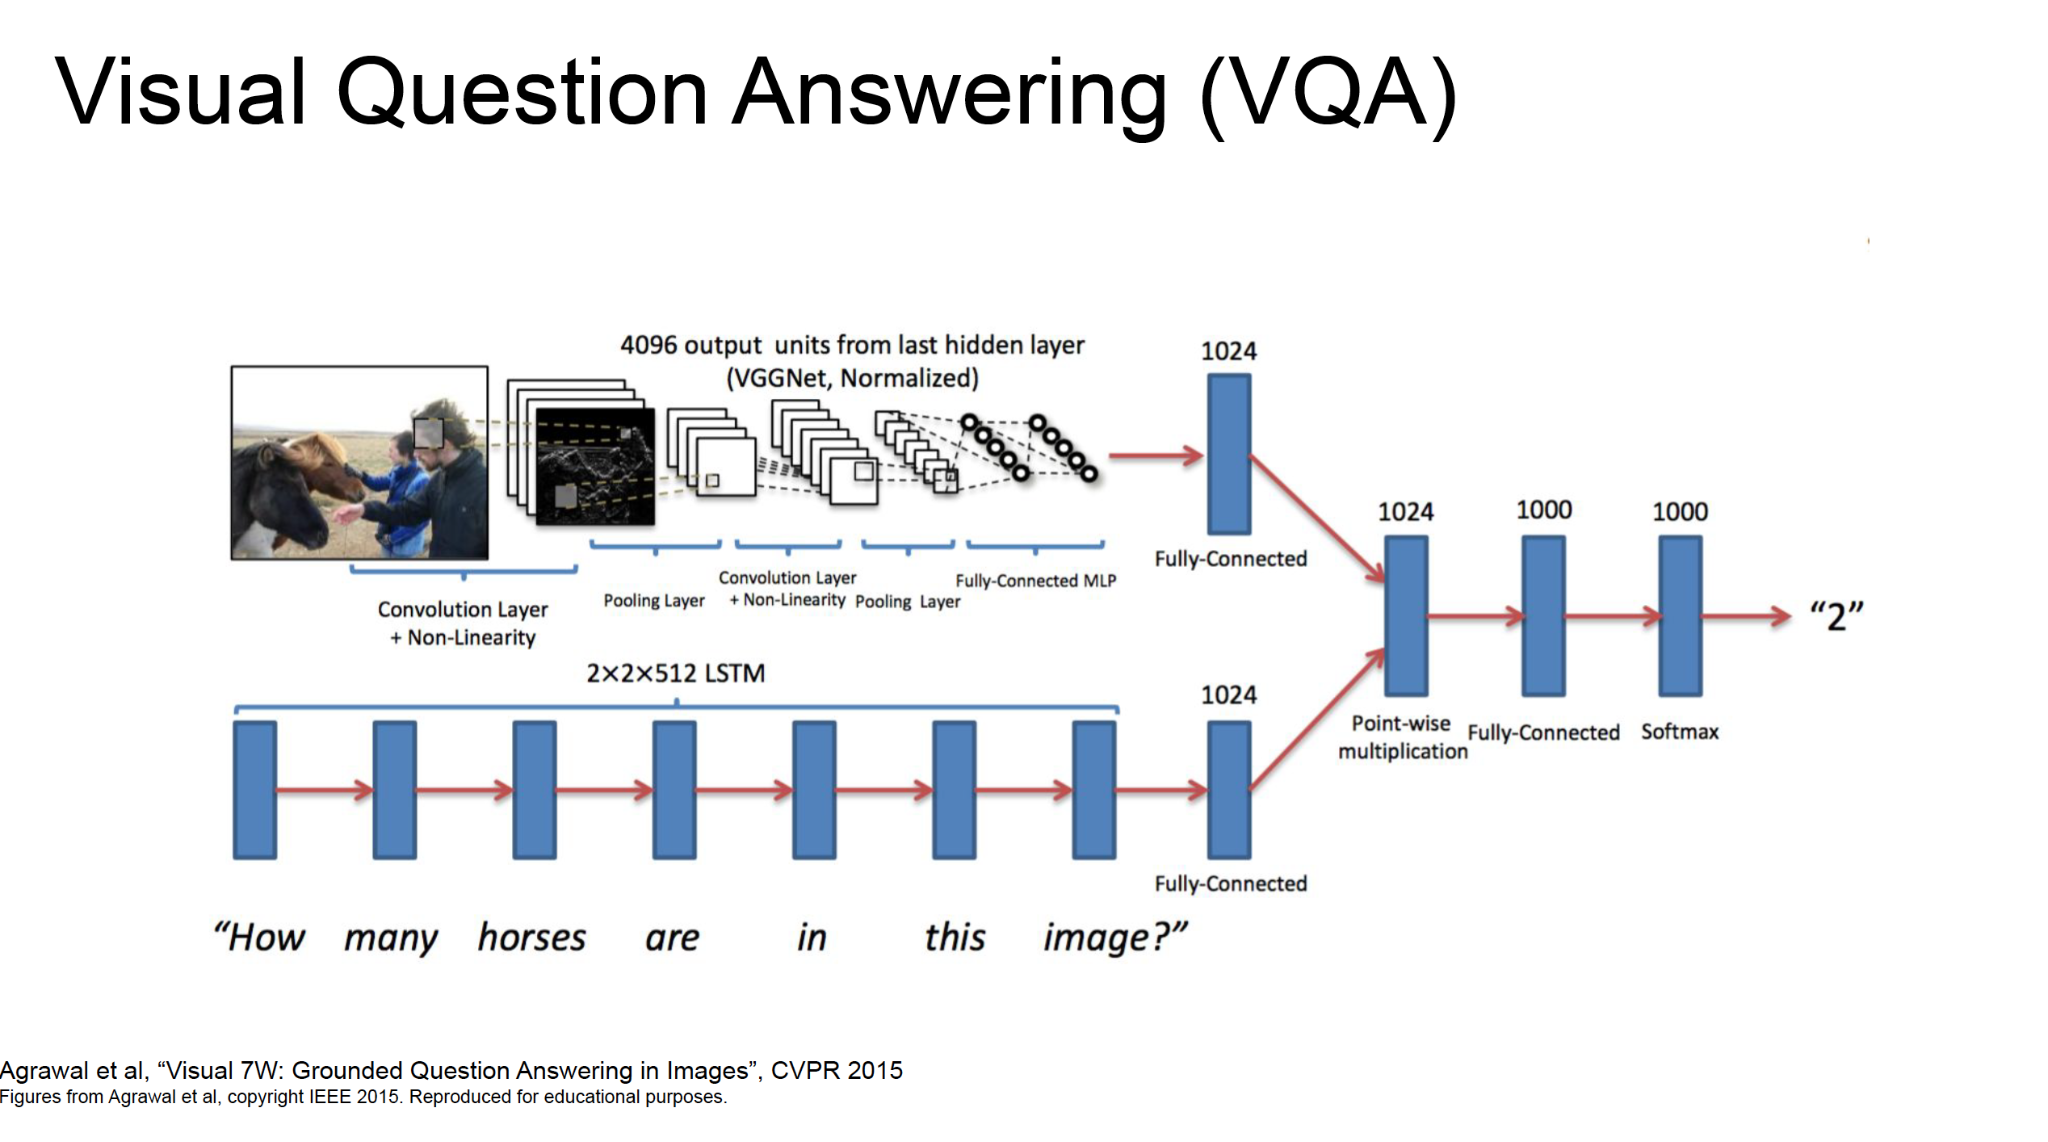 Visual Question Answering (VQA)
4096 output units from last hidden layer
(VGGNet, Normalized)
1024
Fully-Connected
Convolution Layer
+ Non-Linearity
Pooling Layer
Convolution Layer
+ Non-Linearity
Pooling Layer
Fully-Connected MLP
2×2×512 LSTM
1024
Fully-Connected
1024
Point-wise
multiplication
1000
Fully-Connected
1000
Softmax
“2”
“How many horses are in this image?”
Agrawal et al, “Visual 7W: Grounded Question Answering in Images”, CVPR 2015
Figures from Agrawal et al, copyright IEEE 2015. Reproduced for educational purposes.